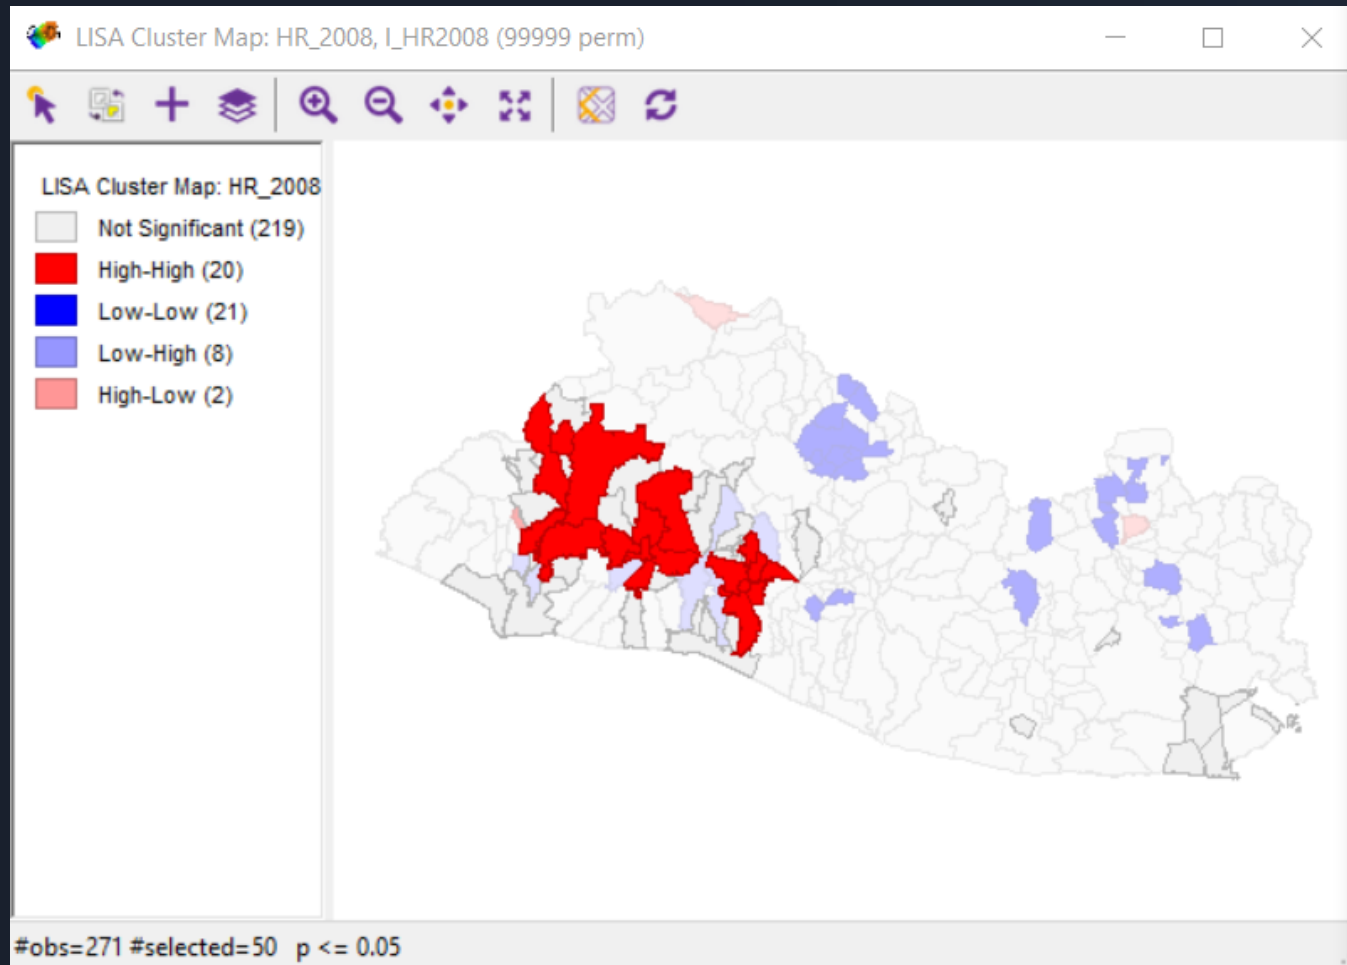 LISA Cluster Map: HR_2008, I_HR2008 (99999 perm)
LISA Cluster Map: HR_2008
Not Significant (219)
High-High (20)
Low-Low (21)
Low-High (8)
High-Low (2)
#obs=271 #selected=50 p <= 0.05